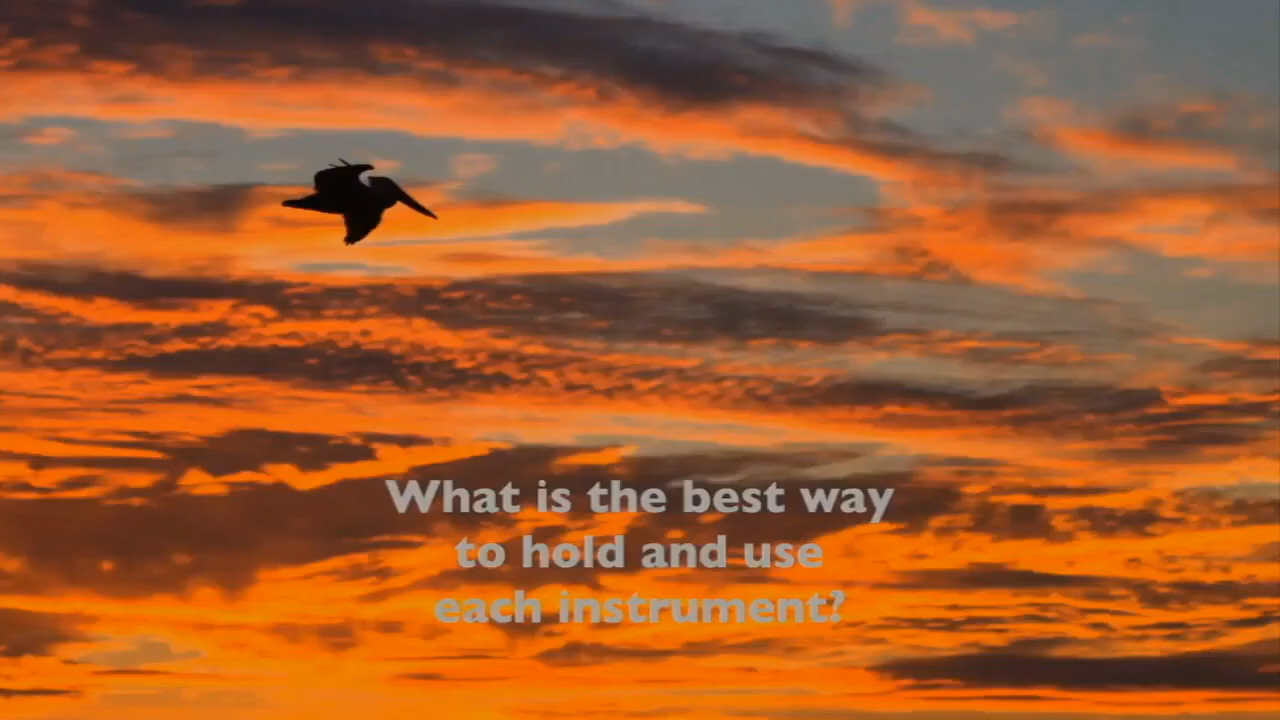 What is the best way
to hold and use
each instrument?